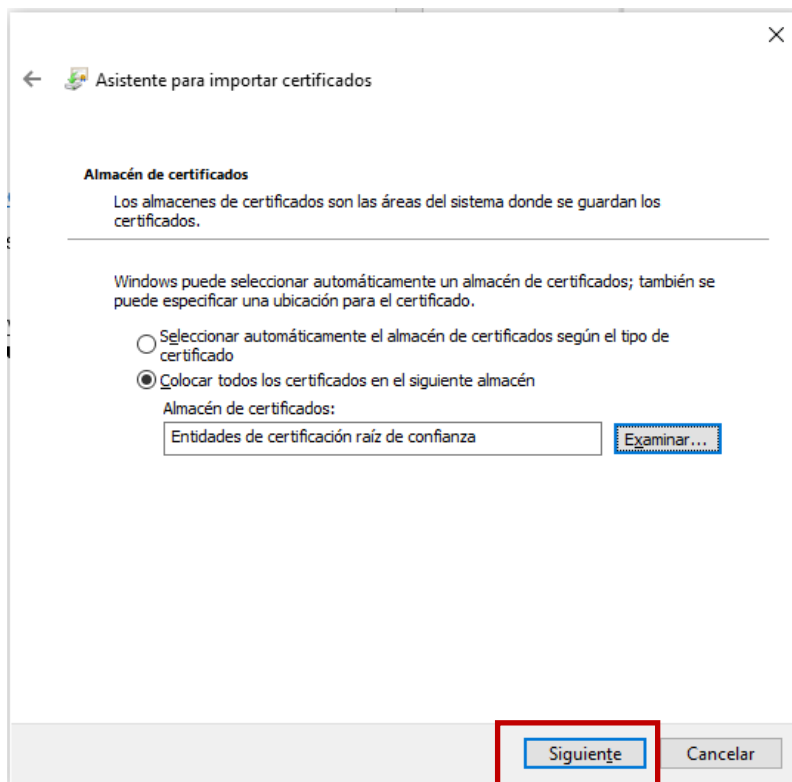 Asistente para importar certificados
Almacén de certificados
Los almacenes de certificados son las áreas del sistema donde se guardan los
certificados.
Windows puede seleccionar automáticamente un almacén de certificados; también se
puede especificar una ubicación para el certificado.
Seleccionar automáticamente el almacén de certificados según el tipo de
certificado
Colocar todos los certificados en el siguiente almacén
Almacén de certificados:
Entidades de certificación raíz de confianza
Examinar...
Siguiente
Cancelar